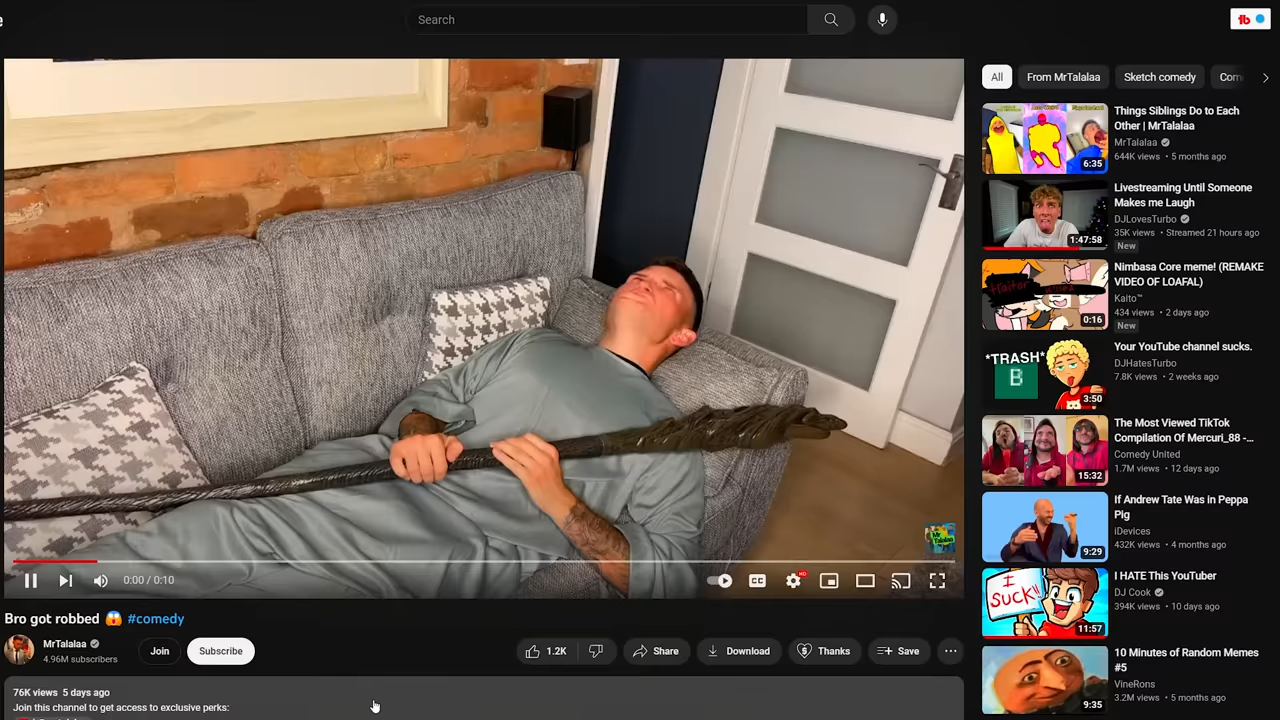 Search
All
From MrTalalaa
Sketch comedy
Com
Things Siblings Do to Each
Other | MrTalalaa
MrTalalaa
644K views • 5 months ago
6:35
Livestreaming Until Someone
Makes me Laugh
DJLovesTurbo
35K views • Streamed 21 hours ago
New
1:47:58
Nimbasa Core meme! (REMAKE
VIDEO OF LOAFAL)
Kaito™
434 views • 2 days ago
New
0:16
Your YouTube channel sucks.
DJHatesTurbo
7.8K views • 2 weeks ago
*TRASH*
B
3:50
The Most Viewed TikTok
Compilation Of Mercuri_88 -...
Comedy United
1.7M views • 12 days ago
15:32
If Andrew Tate Was in Peppa
Pig
iDevices
432K views • 4 months ago
9:29
I HATE This YouTuber
DJ Cook
394K views • 10 days ago
I SUCK!!
11:57
10 Minutes of Random Memes
#5
VineRons
3.2M views • 5 months ago
9:35
Mr Talalaa
0:00 / 0:10
CC
HD
Bro got robbed 😱 #comedy
MrTalalaa
4.96M subscribers
Join
Subscribe
1.2K
Share
Download
Thanks
Save
76K views 5 days ago
Join this channel to get access to exclusive perks: